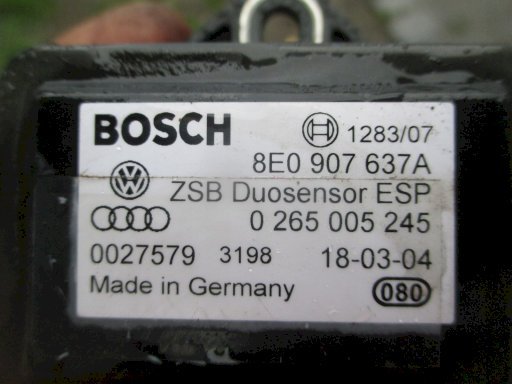 BOSCH 1283/07
8E0 907 637A
ZSB Duosensor ESP
0 265 005 245
0027579 3198 18-03-04
Made in Germany 080